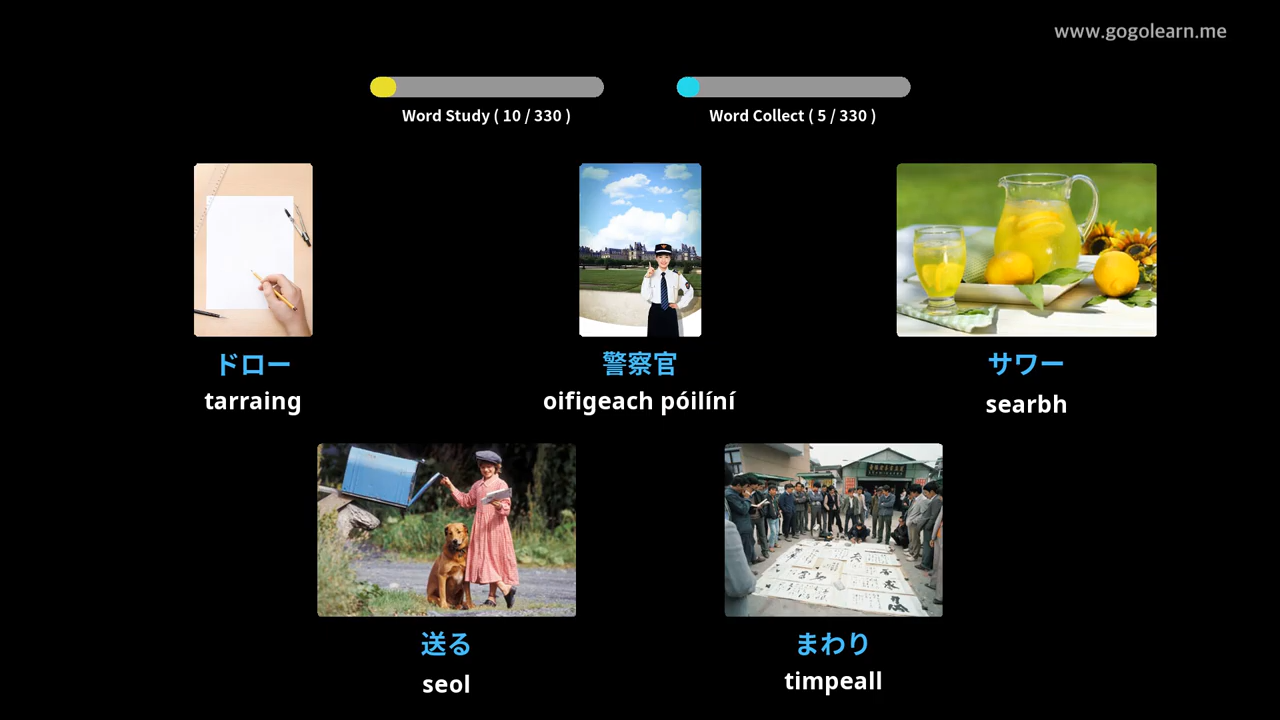 www.gogolearn.me
Word Study ( 10 / 330 )
Word Collect ( 5 / 330 )
ドロー
tarraing
警察官
oifigeach póilíní
サワー
searbh
送る
seol
まわり
timpeall